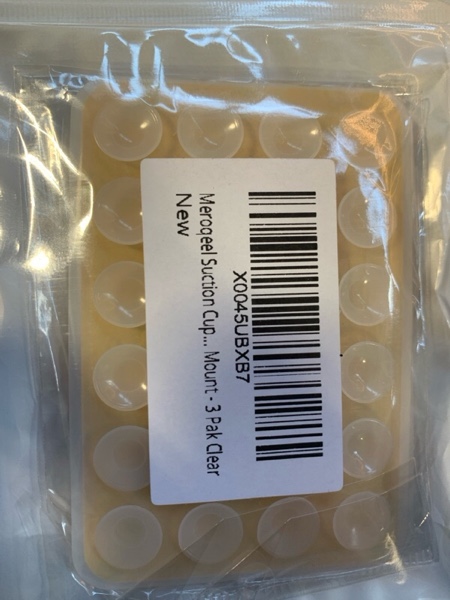 X0045UBXB7
Meroqeel Suction Cup... Mount - 3 Pak Clear
New